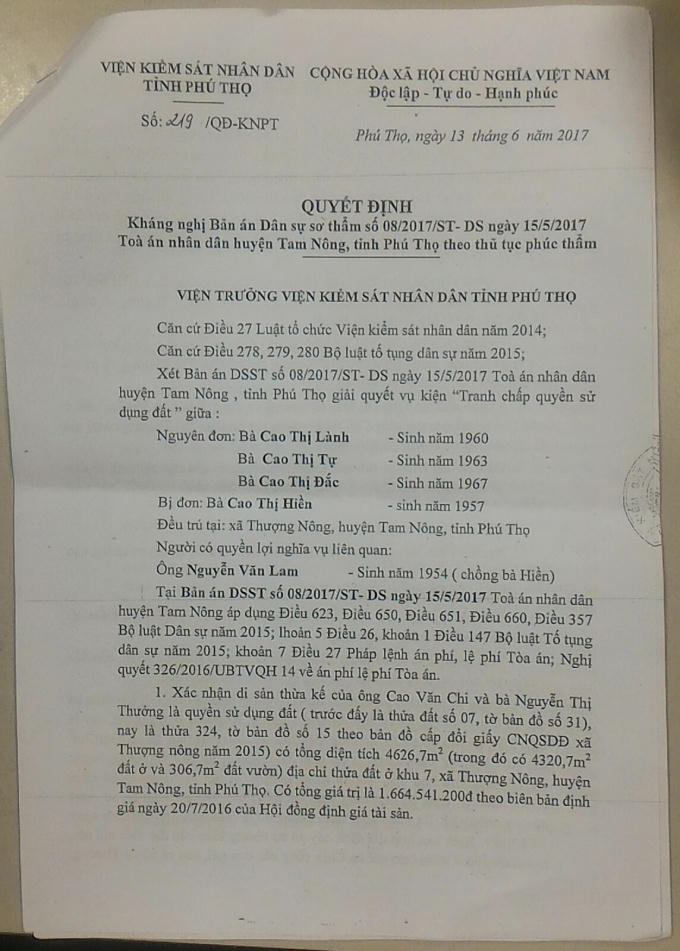 VIỆN KIỂM SÁT NHÂN DÂN
TỈNH PHÚ THỌ
Số: 219 /QĐ-KNPT
CỘNG HÒA XÃ HỘI CHỦ NGHĨA VIỆT NAM
Độc lập - Tự do - Hạnh phúc
Phú Thọ, ngày 13 tháng 6 năm 2017
QUYẾT ĐỊNH
Kháng nghị Bản án Dân sự sơ thẩm số 08/2017/ST- DS ngày 15/5/2017
Toà án nhân dân huyện Tam Nông, tỉnh Phú Thọ theo thủ tục phúc thẩm
VIỆN TRƯỞNG VIỆN KIỂM SÁT NHÂN DÂN TỈNH PHÚ THỌ
Căn cứ Điều 27 Luật tổ chức Viện kiểm sát nhân dân năm 2014;
Căn cứ Điều 278, 279, 280 Bộ luật tố tụng dân sự năm 2015;
Xét Bản án DSST số 08/2017/ST- DS ngày 15/5/2017 Toà án nhân dân
huyện Tam Nông , tỉnh Phú Thọ giải quyết vụ kiện “Tranh chấp quyền sử
dụng đất ” giữa :
Nguyên đơn: Bà Cao Thị Lành - Sinh năm 1960
Bà Cao Thị Tự - Sinh năm 1963
Bà Cao Thị Đắc - Sinh năm 1967
Bị đơn: Bà Cao Thị Hiền - sinh năm 1957
Đều trú tại: xã Thượng Nông, huyện Tam Nông, tỉnh Phú Thọ
Người có quyền lợi nghĩa vụ liên quan:
Ông Nguyễn Văn Lam - Sinh năm 1954 ( chồng bà Hiền)
Tại Bản án DSST số 08/2017/ST- DS ngày 15/5/2017 Toà án nhân dân
huyện Tam Nông áp dụng Điều 623, Điều 650, Điều 651, Điều 660, Điều 357
Bộ luật Dân sự năm 2015; lhoản 5 Điều 26, khoản 1 Điều 147 Bộ luật Tố tụng
dân sự năm 2015; khoản 7 Điều 27 Pháp lệnh án phí, lệ phí Tòa án; Nghị
quyết 326/2016/UBTVQH 14 về án phí lệ phí Tòa án.
1. Xác nhận di sản thừa kế của ông Cao Văn Chi và bà Nguyễn Thị
Thưởng là quyền sử dụng đất ( trước đấy là thửa đất số 07, tờ bản đồ số 31),
nay là thửa 324, tờ bản đồ số 15 theo bản đồ cấp đổi giấy CNQSDĐ xã
Thượng nông năm 2015) có tổng diện tích 4626,7m² (trong đó có 4320,7m²
đất ở và 306,7m² đất vườn) địa chỉ thửa đất ở khu 7, xã Thượng Nông, huyện
Tam Nông, tỉnh Phú Thọ. Có tổng giá trị là 1.664.541.200đ theo biên bản định
giá ngày 20/7/2016 của Hội đồng định giá tài sản.